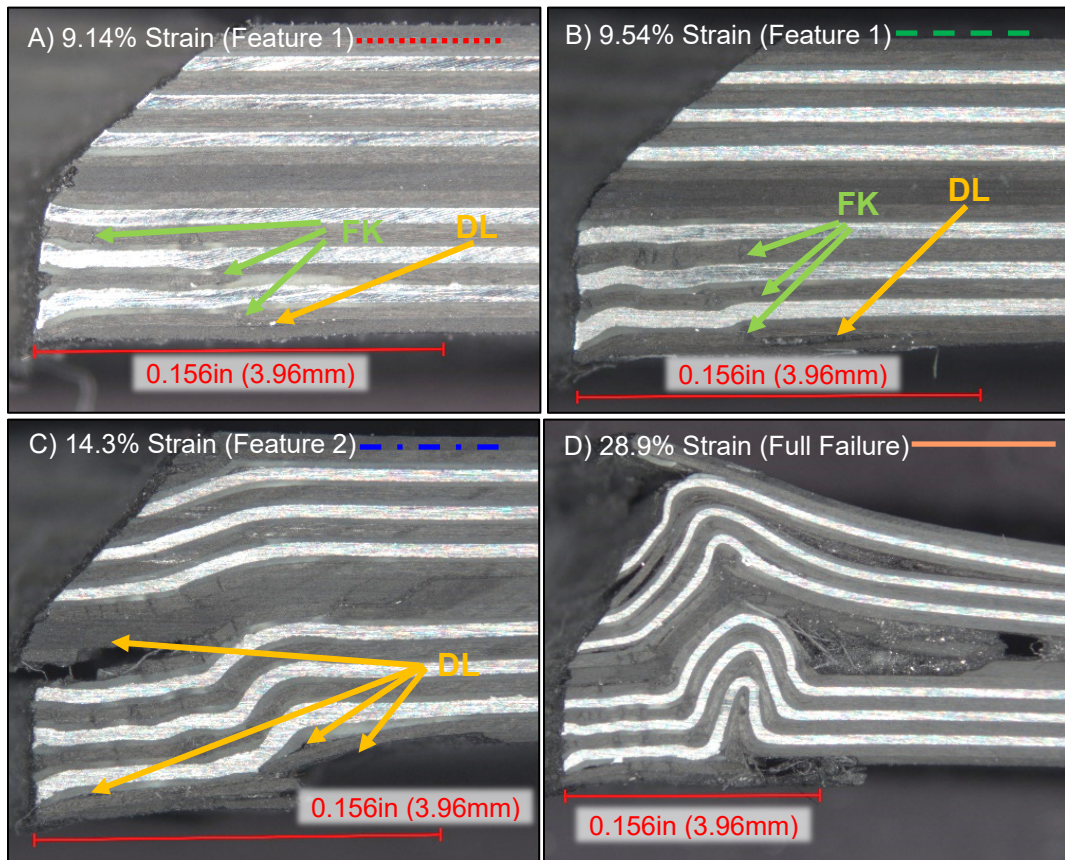 A) 9.14% Strain (Feature 1)
FK
DL
0.156in (3.96mm)
B) 9.54% Strain (Feature 1)
FK
DL
0.156in (3.96mm)
C) 14.3% Strain (Feature 2)
DL
0.156in (3.96mm)
D) 28.9% Strain (Full Failure)
0.156in (3.96mm)